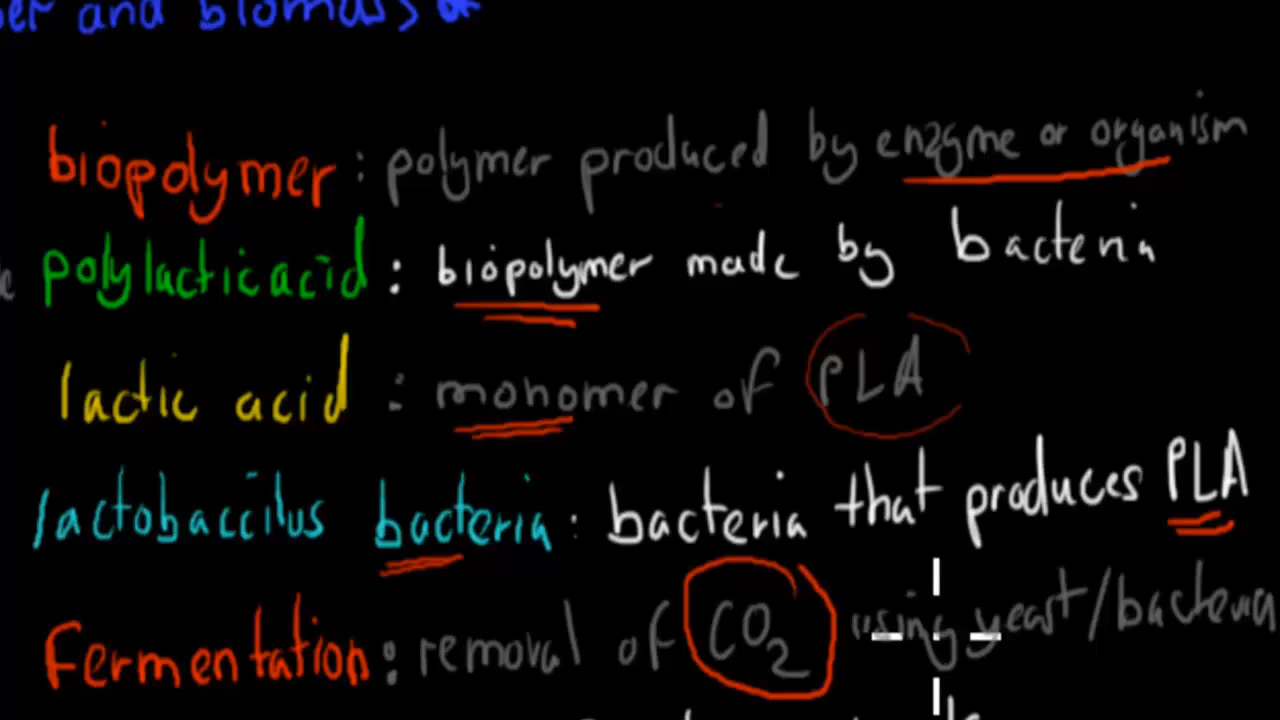 and biomass of
biopolymer: polymer produced by enzyme or organism
polylacticacid: biopolymer made by bacteria
lactic acid: monomer of PLA
lactobaccilus bacteria: bacteria that produces PLA
Fermentation: removal of CO2 using yeast/bacteria